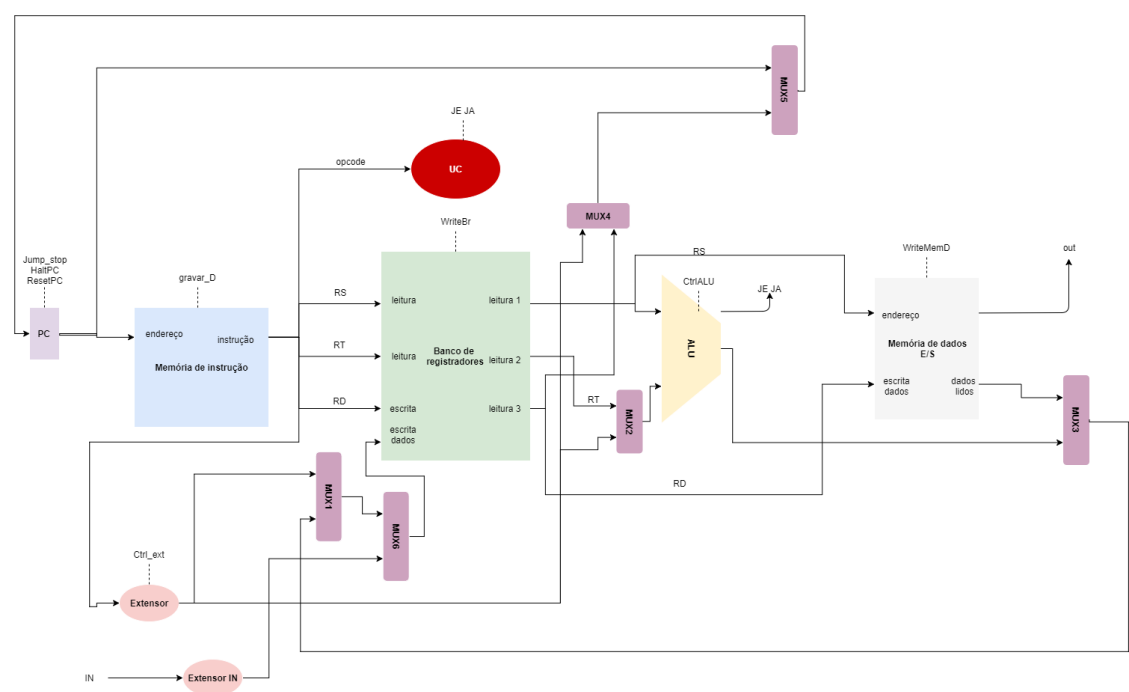 MUX5
JE JA
opcode
UC
MUX4
WriteBr
Jump_stop
HaltPC
ResetPC
gravar_D
RS
WriteMemD
out
CtrlALU
JE JA
PC
endereço
instrução
Memória de instrução
RS
RT
RD
leitura
leitura 1
leitura
leitura 2
Banco de
registradores
escrita
leitura 3
escrita
dados
RT
MUX2
ALU
endereço
Memória de dados
E/S
escrita
dados
dados
lidos
MUX3
RD
MUX1
MUX6
Ctrl_ext
Extensor
IN
Extensor IN